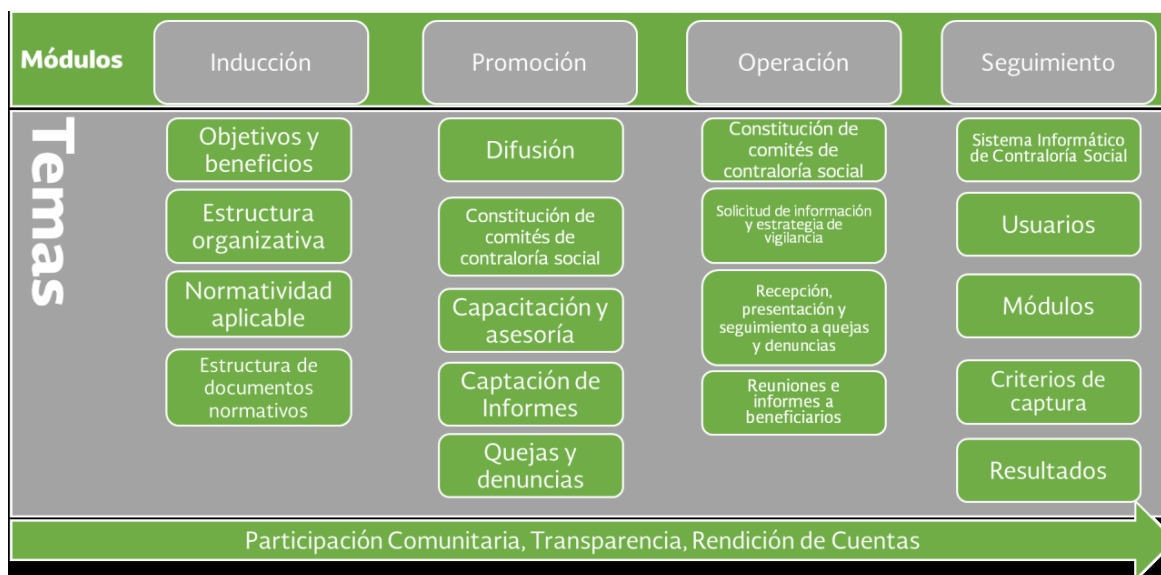 Módulos
Inducción
Promoción
Operación
Seguimiento
Temas
Objetivos y
beneficios
Estructura
organizativa
Normatividad
aplicable
Estructura de
documentos
normativos
Difusión
Constitución de
comités de
contraloría social
Capacitación y
asesoría
Captación de
Informes
Quejas y
denuncias
Constitución de
comités de
contraloría social
Solicitud de información
y estrategia de
vigilancia
Recepción,
presentación y
seguimiento a quejas
y denuncias
Reuniones e
informes a
beneficiarios
Sistema Informático
de Contraloría Social
Usuarios
Módulos
Criterios de
captura
Resultados
Participación Comunitaria, Transparencia, Rendición de Cuentas